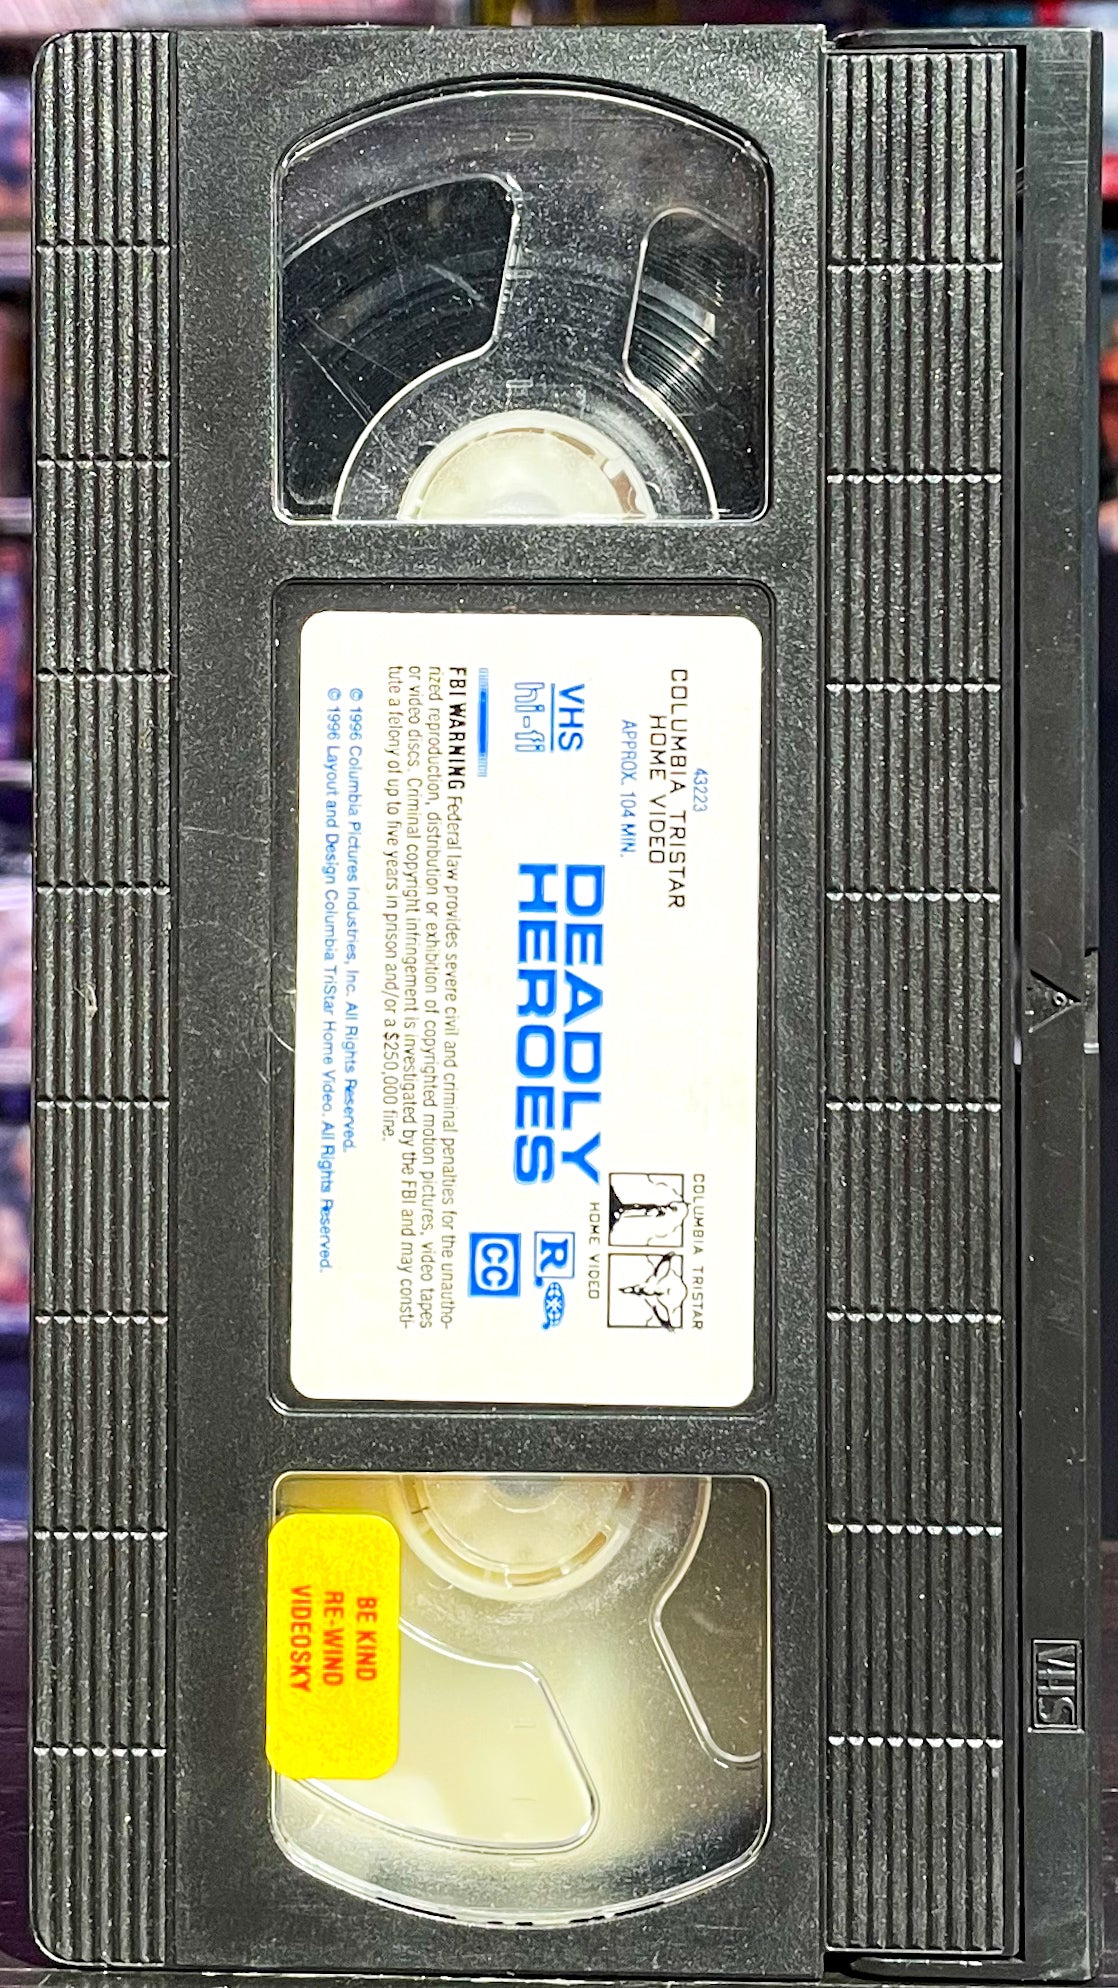 43223
COLUMBIA TRISTAR
HOME VIDEO
APPROX. 104 MIN.
COLUMBIA TRISTAR
HOME VIDEO
VHS
hi-fi
DEADLY
HEROES
R
CC
FBI WARNING Federal law provides severe civil and criminal penalties for the unautho-
rized reproduction, distribution or exhibition of copyrighted motion pictures, video tapes
or video discs. Criminal copyright infringement is investigated by the FBI and may consti-
tute a felony of up to five years in prison and/or a $250,000 fine.
© 1996 Columbia Pictures Industries, Inc. All Rights Reserved.
© 1996 Layout and Design Columbia TriStar Home Video. All Rights Reserved.
BE KIND
RE-WIND
VIDEOSKY
VHS